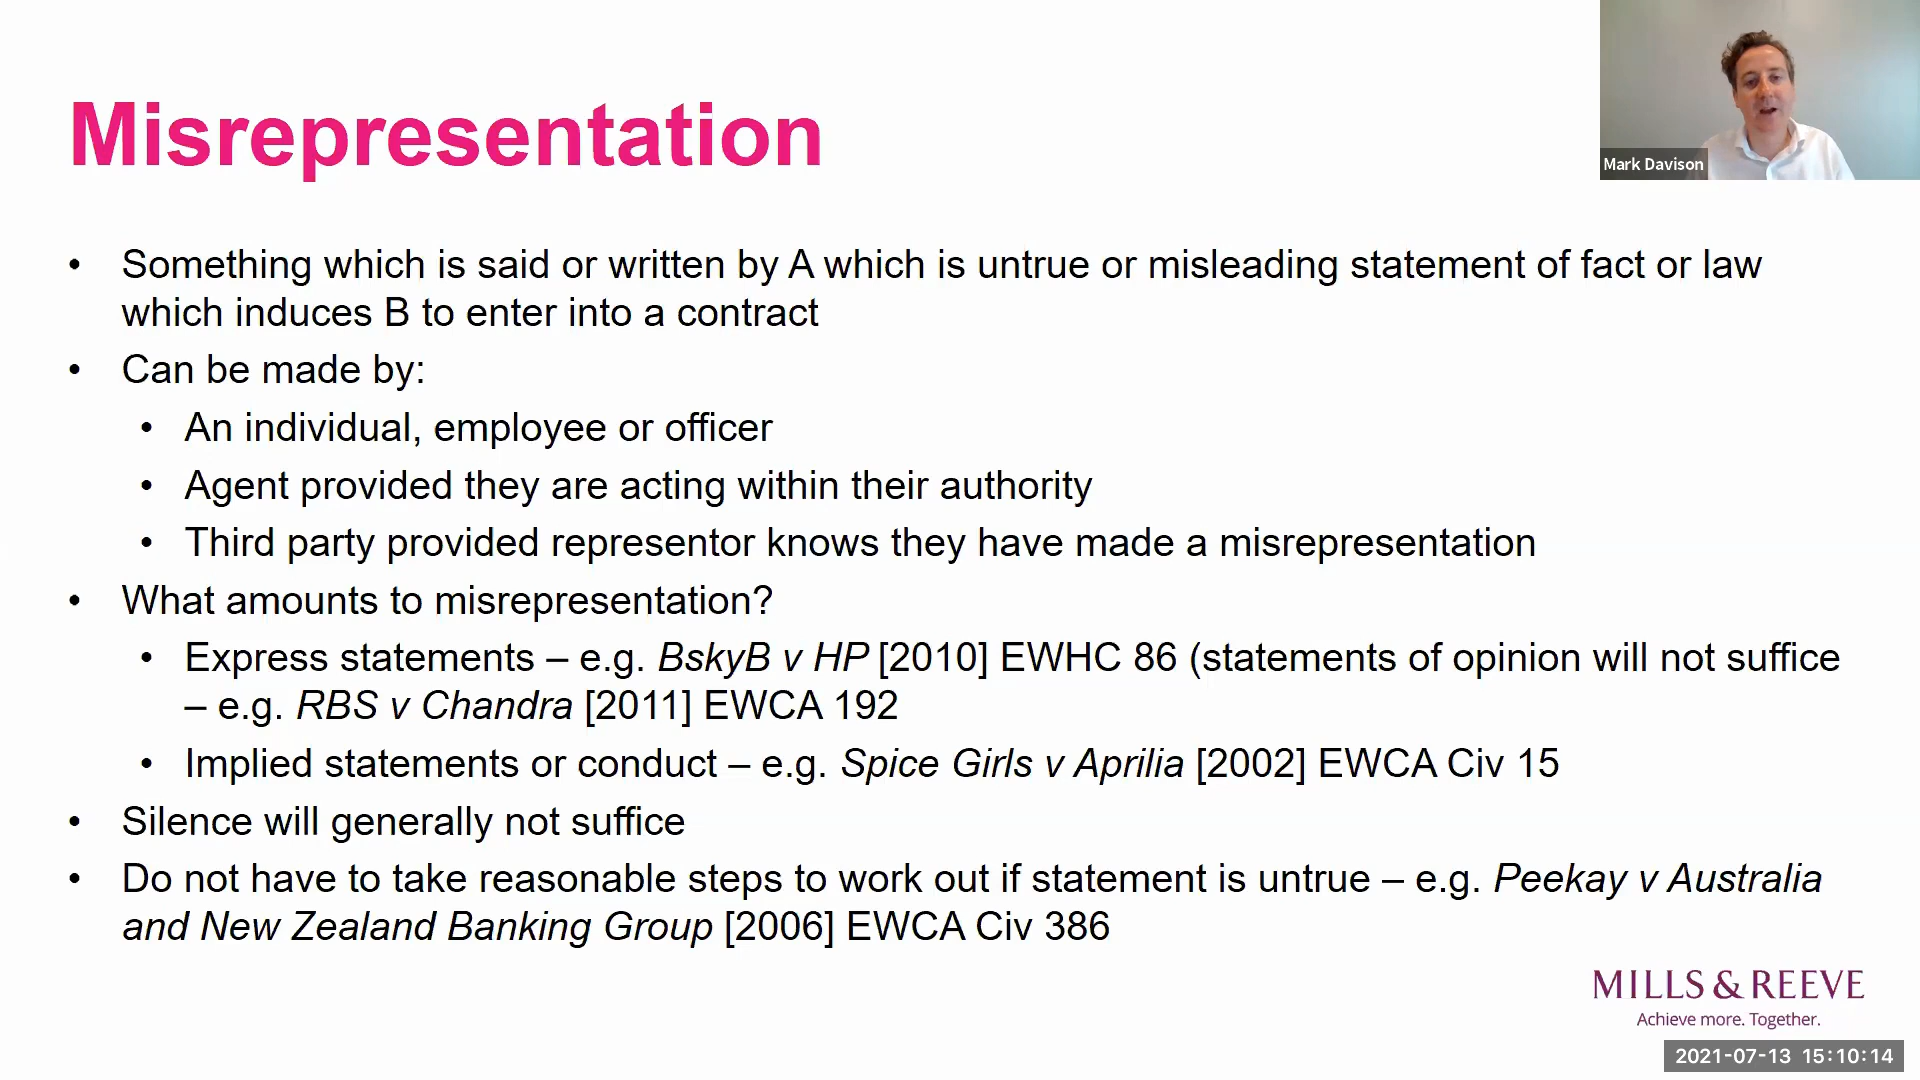 Misrepresentation
Mark Davison
• Something which is said or written by A which is untrue or misleading statement of fact or law
which induces B to enter into a contract
• Can be made by:
• An individual, employee or officer
• Agent provided they are acting within their authority
• Third party provided representor knows they have made a misrepresentation
• What amounts to misrepresentation?
• Express statements – e.g. BskyB v HP [2010] EWHC 86 (statements of opinion will not suffice
– e.g. RBS v Chandra [2011] EWCA 192
• Implied statements or conduct – e.g. Spice Girls v Aprilia [2002] EWCA Civ 15
• Silence will generally not suffice
• Do not have to take reasonable steps to work out if statement is untrue – e.g. Peekay v Australia
and New Zealand Banking Group [2006] EWCA Civ 386
MILLS & REEVE
Achieve more. Together.
2021-07-13 15:10:14